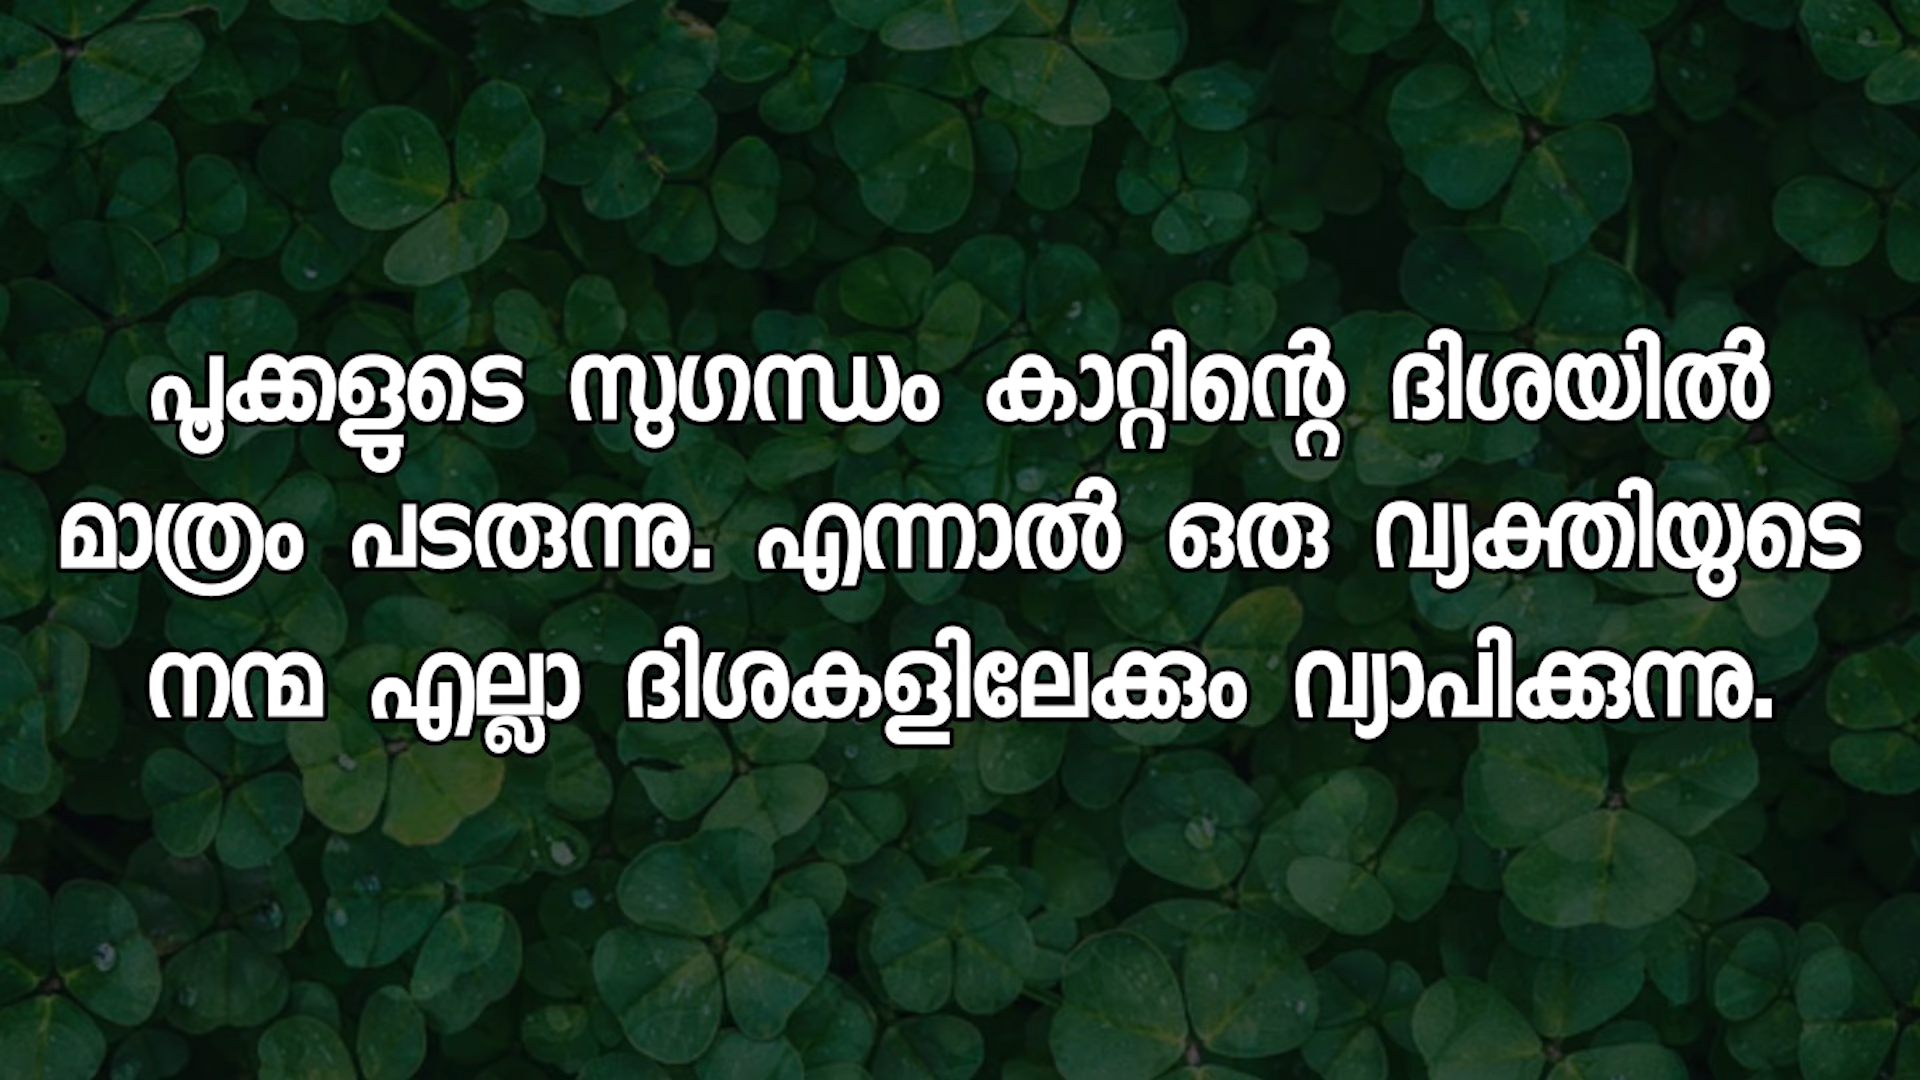 പൂക്കളുടെ സുഗന്ധം കാറ്റിന്റെ ദിശയിൽ
മാത്രം പടരുന്നു. എന്നാൽ ഒരു വ്യക്തിയുടെ
നന്മ എല്ലാ ദിശകളിലേക്കും വ്യാപിക്കുന്നു.